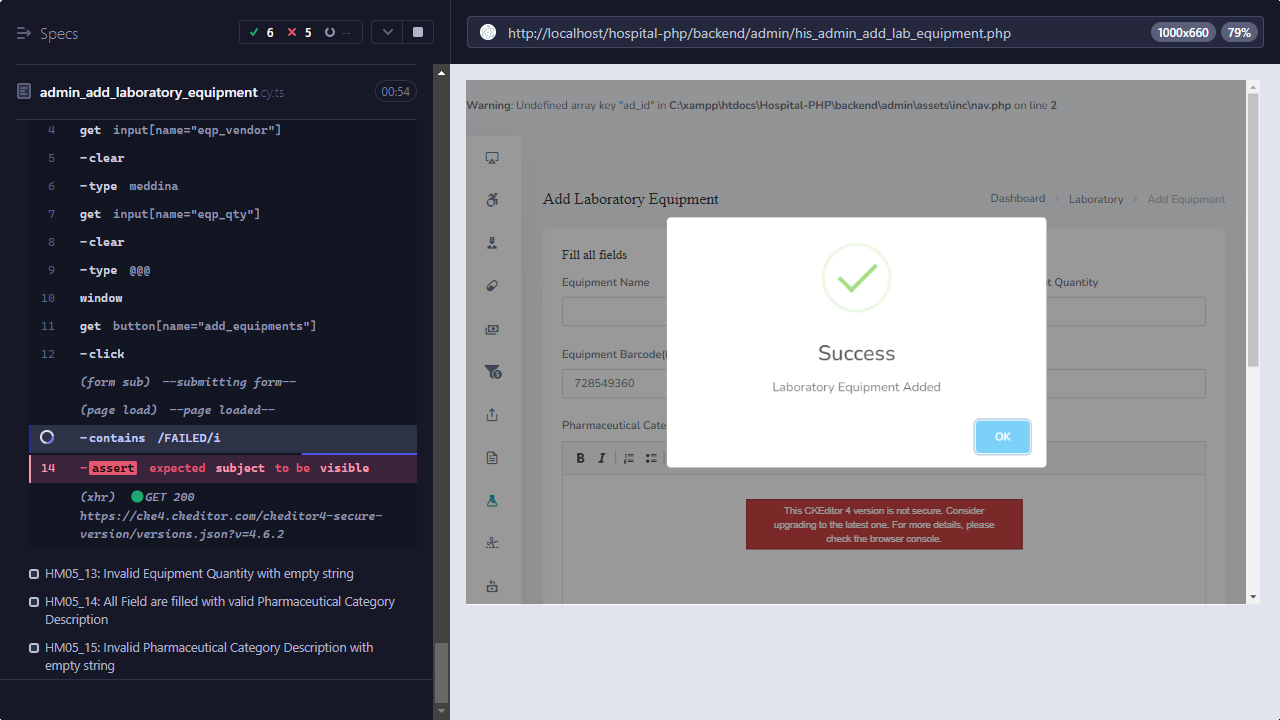 Specs
6
5
--
http://localhost/hospital-php/backend/admin/his_admin_add_lab_equipment.php
1000x660
79%
admin_add_laboratory_equipment.cy.ts
00:54
4 get input[name="eqp_vendor"]
5 -clear
6 -type meddina
7 get input[name="eqp_qty"]
8 -clear
9 -type @@@
10 window
11 get button[name="add_equipments"]
12 -click
(form sub) --submitting form--
(page load) --page loaded--
-contains /FAILED/i
14 -assert expected subject to be visible
(xhr) GET 200
https://cke4.ckeditor.com/ckeditor4-secure-
version/versions.json?v=4.6.2
HM05_13: Invalid Equipment Quantity with empty string
HM05_14: All Field are filled with valid Pharmaceutical Category
Description
HM05_15: Invalid Pharmaceutical Category Description with
empty string
Warning: Undefined array key "ad_id" in C:\xampp\htdocs\Hospital-PHP\backend\admin\assets\inc\nav.php on line 2
Add Laboratory Equipment
Dashboard › Laboratory › Add Equipment
Fill all fields
Equipment Name
t Quantity
Equipment Barcode(
728549360
Pharmaceutical Cate
B I
Success
Laboratory Equipment Added
OK
This CKEditor 4 version is not secure. Consider
upgrading to the latest one. For more details, please
check the browser console.